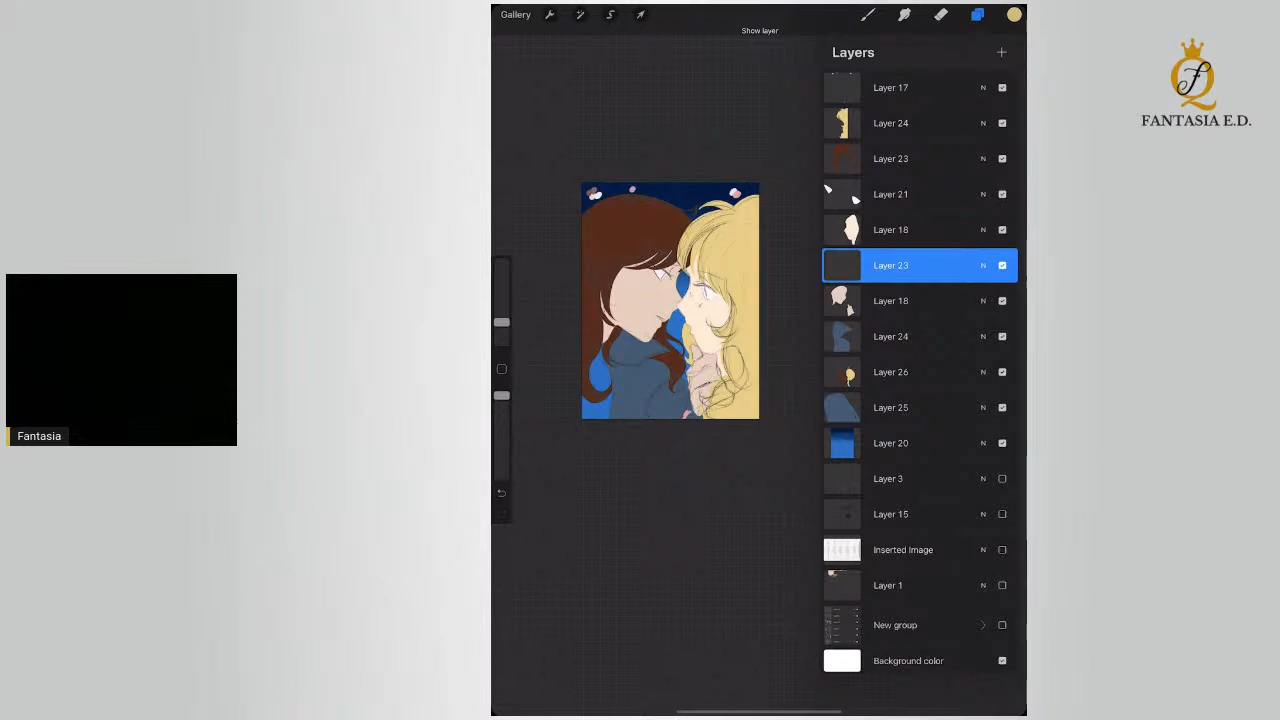 Gallery
Show layer
Layers
Layer 17 N
Layer 24 N
Layer 23 N
Layer 21 N
Layer 18 N
Layer 23 N
Layer 18 N
Layer 24 N
Layer 26 N
Layer 25 N
Layer 20 N
Layer 3 N
Layer 15 N
Inserted Image N
Layer 1 N
New group
Background color
Fantasia
FANTASIA E.D.